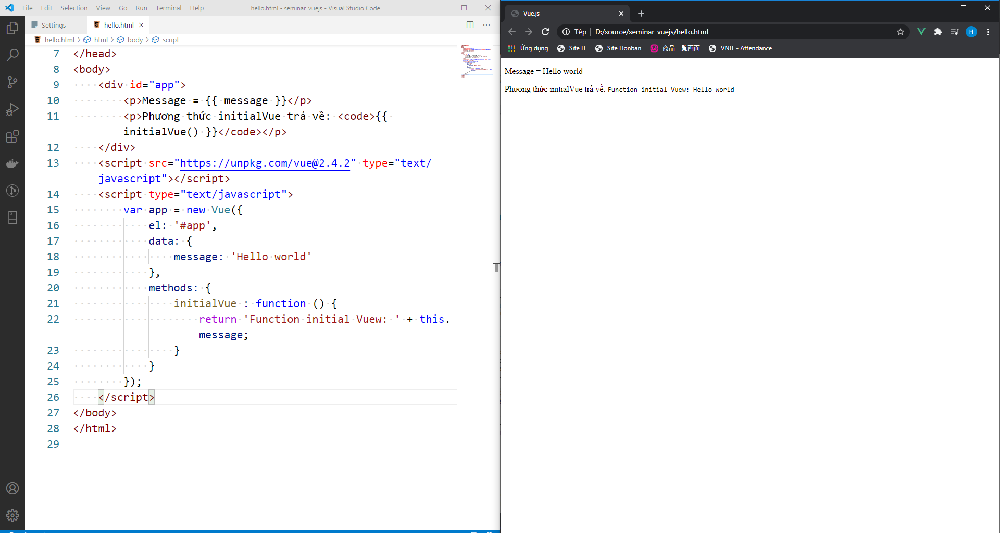 File Edit Selection View Go Run Terminal Help hello.html - seminar_vuejs - Visual Studio Code
Settings hello.html
hello.html > html > body > script
7 </head>
8 <body>
9 <div id="app">
10 <p>Message = {{ message }}</p>
11 <p>Phương thức initialVue trả về: <code>{{
initialVue() }}</code></p>
12 </div>
13 <script src="https://unpkg.com/vue@2.4.2" type="text/
javascript"></script>
14 <script type="text/javascript">
15 var app = new Vue({
16 el: '#app',
17 data: {
18 message: 'Hello world'
19 },
20 methods: {
21 initialVue : function () {
22 return 'Function initial Vuew: ' + this.
message;
23 }
24 }
25 });
26 </script>
27 </body>
28 </html>
29
Vue.js
Tệp D:/source/seminar_vuejs/hello.html H
Ứng dụng Site IT Site Honban 商品一覧画面 VNIT - Attendance
Message = Hello world
Phương thức initialVue trả về: Function initial Vuew: Hello world